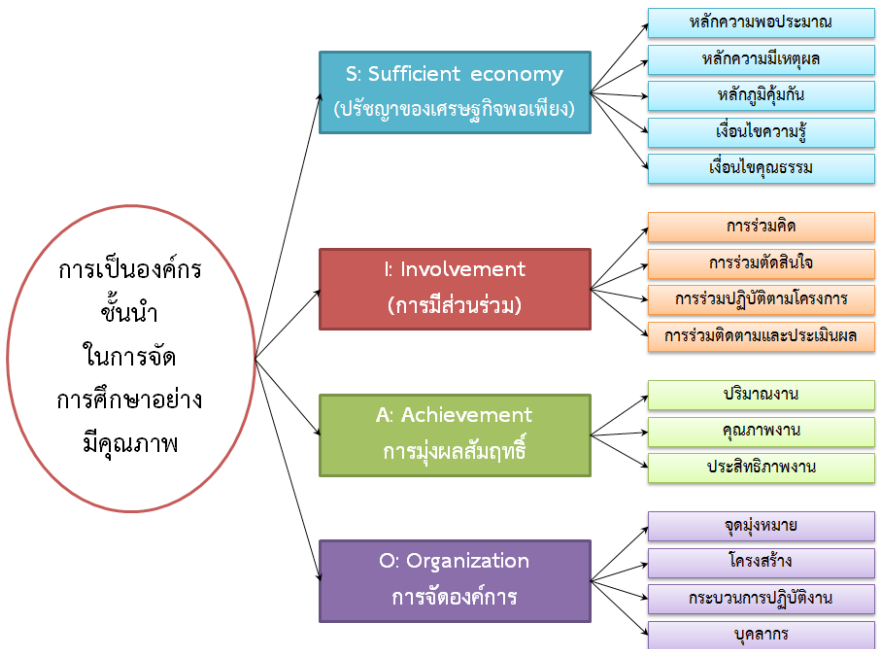 การเป็นองค์กร
ชั้นนำ
ในการจัด
การศึกษาอย่าง
มีคุณภาพ
S: Sufficient economy
(ปรัชญาของเศรษฐกิจพอเพียง)
หลักความพอประมาณ
หลักความมีเหตุผล
หลักภูมิคุ้มกัน
เงื่อนไขความรู้
เงื่อนไขคุณธรรม
I: Involvement
(การมีส่วนร่วม)
การร่วมคิด
การร่วมตัดสินใจ
การร่วมปฏิบัติตามโครงการ
การร่วมติดตามและประเมินผล
A: Achievement
การมุ่งผลสัมฤทธิ์
ปริมาณงาน
คุณภาพงาน
ประสิทธิภาพงาน
O: Organization
การจัดองค์การ
จุดมุ่งหมาย
โครงสร้าง
กระบวนการปฏิบัติงาน
บุคลากร